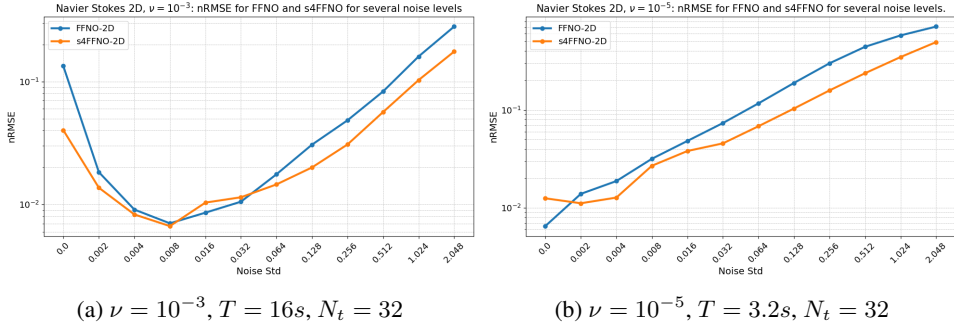 Navier Stokes 2D, ν = 10⁻³: nRMSE for FFNO and s4FFNO for several noise levels
FFNO-2D
s4FFNO-2D
nRMSE
10⁻¹
10⁻²
0.0 0.002 0.004 0.008 0.016 0.032 0.064 0.128 0.256 0.512 1.024 2.048
Noise Std
(a) ν = 10⁻³, T = 16s, Nₜ = 32
Navier Stokes 2D, ν = 10⁻⁵: nRMSE for FFNO and s4FFNO for several noise levels.
FFNO-2D
s4FFNO-2D
nRMSE
10⁻¹
10⁻²
0.0 0.002 0.004 0.008 0.016 0.032 0.064 0.128 0.256 0.512 1.024 2.048
Noise Std
(b) ν = 10⁻⁵, T = 3.2s, Nₜ = 32